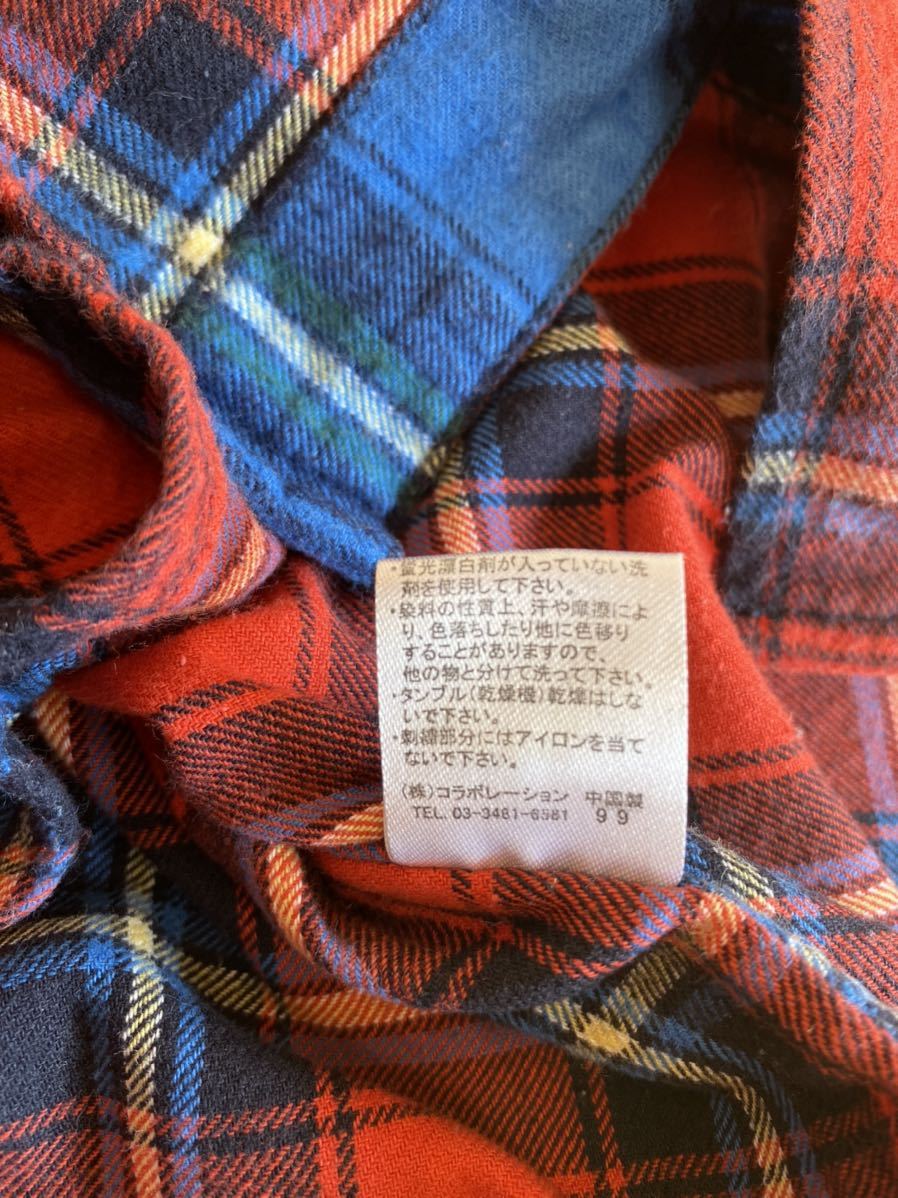 ・蛍光漂白剤が入っていない洗
剤を使用して下さい。
・染料の性質上、汗や摩擦によ
り、色落ちしたり他に色移り
することがありますので、
他の物と分けて洗って下さい。
・タンブル(乾燥機)乾燥はしな
いで下さい。
・刺繍部分にはアイロンを当て
ないで下さい。
(株)コラボレーション 中国製
TEL. 03-3481-6581 99